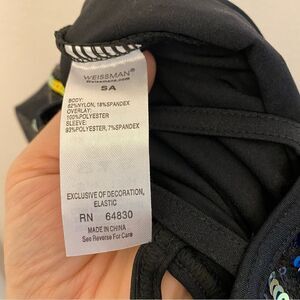 WEISSMAN®
Weissmans.com
SA
BODY:
82%NYLON, 18%SPANDEX
OVERLAY:
100%POLYESTER
SLEEVE:
93%POLYESTER, 7%SPANDEX
EXCLUSIVE OF DECORATION,
ELASTIC
RN 64830
MADE IN CHINA
See Reverse For Care